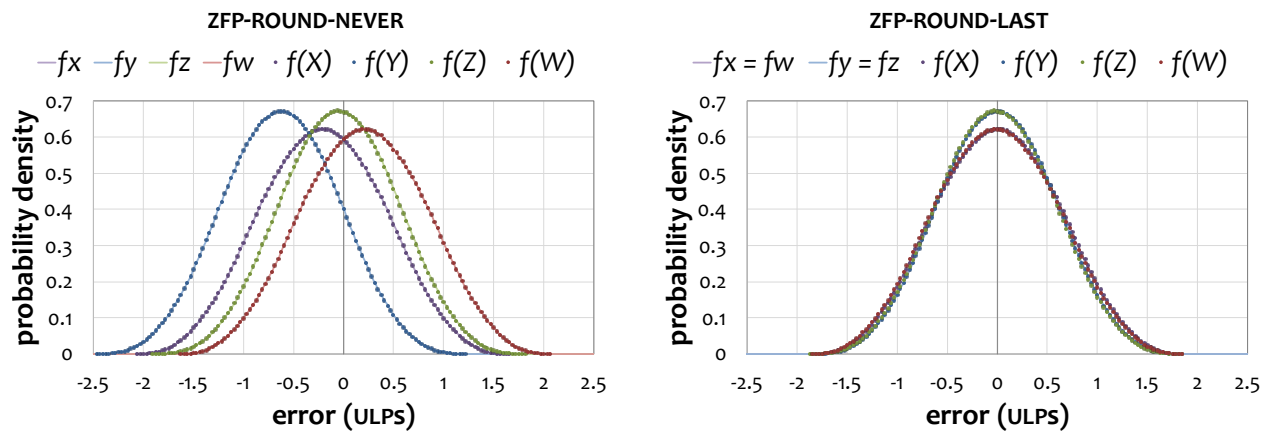 ZFP-ROUND-NEVER
fx fy fz fw f(X) f(Y) f(Z) f(W)
0.7
0.6
0.5
0.4
0.3
0.2
0.1
0
probability density
-2.5 -2 -1.5 -1 -0.5 0 0.5 1 1.5 2 2.5
error (ULPs)
ZFP-ROUND-LAST
fx = fw fy = fz f(X) f(Y) f(Z) f(W)
0.7
0.6
0.5
0.4
0.3
0.2
0.1
0
probability density
-2.5 -2 -1.5 -1 -0.5 0 0.5 1 1.5 2 2.5
error (ULPs)